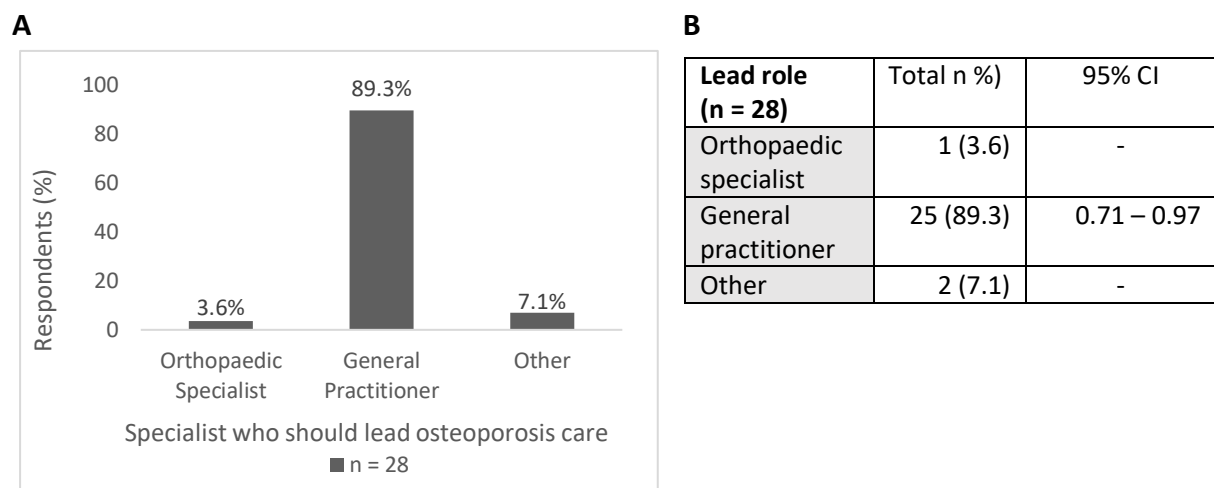 A
100
80
60
40
20
0
Respondents (%)
3.6%
89.3%
7.1%
Orthopaedic
Specialist
General
Practitioner
Other
Specialist who should lead osteoporosis care
n = 28
B
Lead role
(n = 28)
Total n %)
95% CI
Orthopaedic
specialist
1 (3.6)
-
General
practitioner
25 (89.3)
0.71 – 0.97
Other
2 (7.1)
-